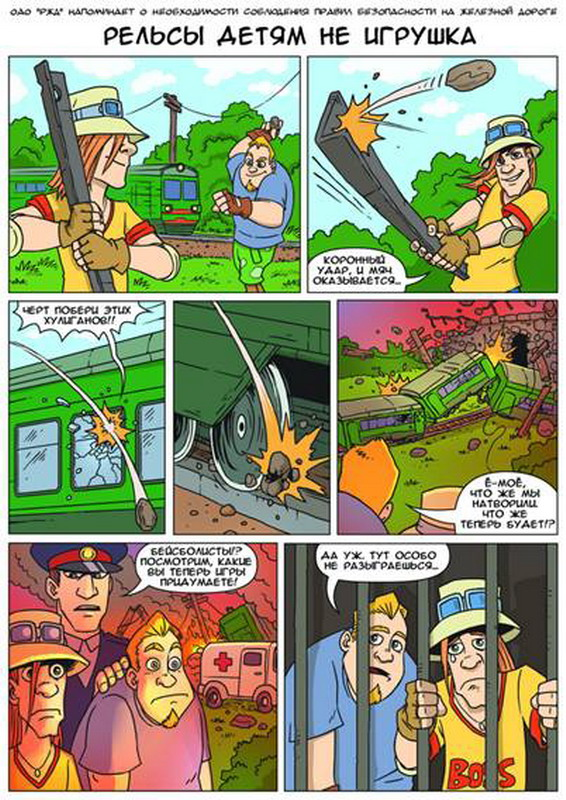 ОАО "РЖД" НАПОМИНАЕТ О НЕОБХОДИМОСТИ СОБЛЮДЕНИЯ ПРАВИЛ БЕЗОПАСНОСТИ НА ЖЕЛЕЗНОЙ ДОРОГЕ
РЕЛЬСЫ ДЕТЯМ НЕ ИГРУШКА
КОРОННЫЙ
УДАР, И МЯЧ
ОКАЗЫВАЕТСЯ...
ЧЕРТ ПОБЕРИ ЭТИХ
ХУЛИГАНОВ!!
Ё-МОЁ,
ЧТО ЖЕ МЫ
НАТВОРИЛИ.
ЧТО ЖЕ
ТЕПЕРЬ БУДЕТ!?
БЕЙСБОЛИСТЫ!?
ПОСМОТРИМ, КАКИЕ
ВЫ ТЕПЕРЬ ИГРЫ
ПРИДУМАЕТЕ!
ДА УЖ. ТУТ ОСОБО
НЕ РАЗЫГРАЕШЬСЯ...
BOSS